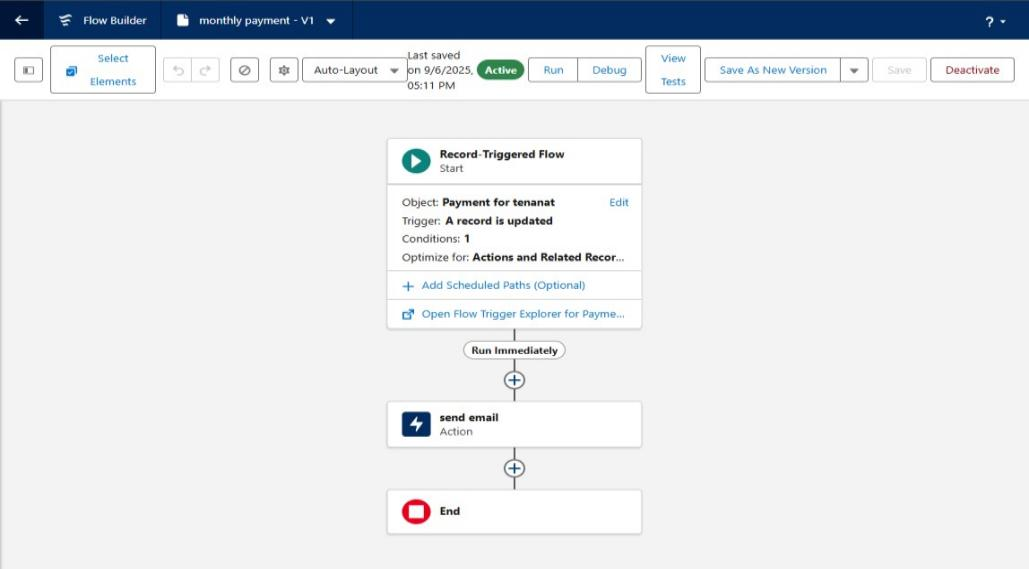 Flow Builder
monthly payment - V1
?
Select
Elements
Auto-Layout
Last saved
on 9/6/2025,
05:11 PM
Active
Run
Debug
View
Tests
Save As New Version
Save
Deactivate
Record-Triggered Flow
Start
Object: Payment for tenanat
Edit
Trigger: A record is updated
Conditions: 1
Optimize for: Actions and Related Recor...
+ Add Scheduled Paths (Optional)
Open Flow Trigger Explorer for Payme...
Run Immediately
send email
Action
End